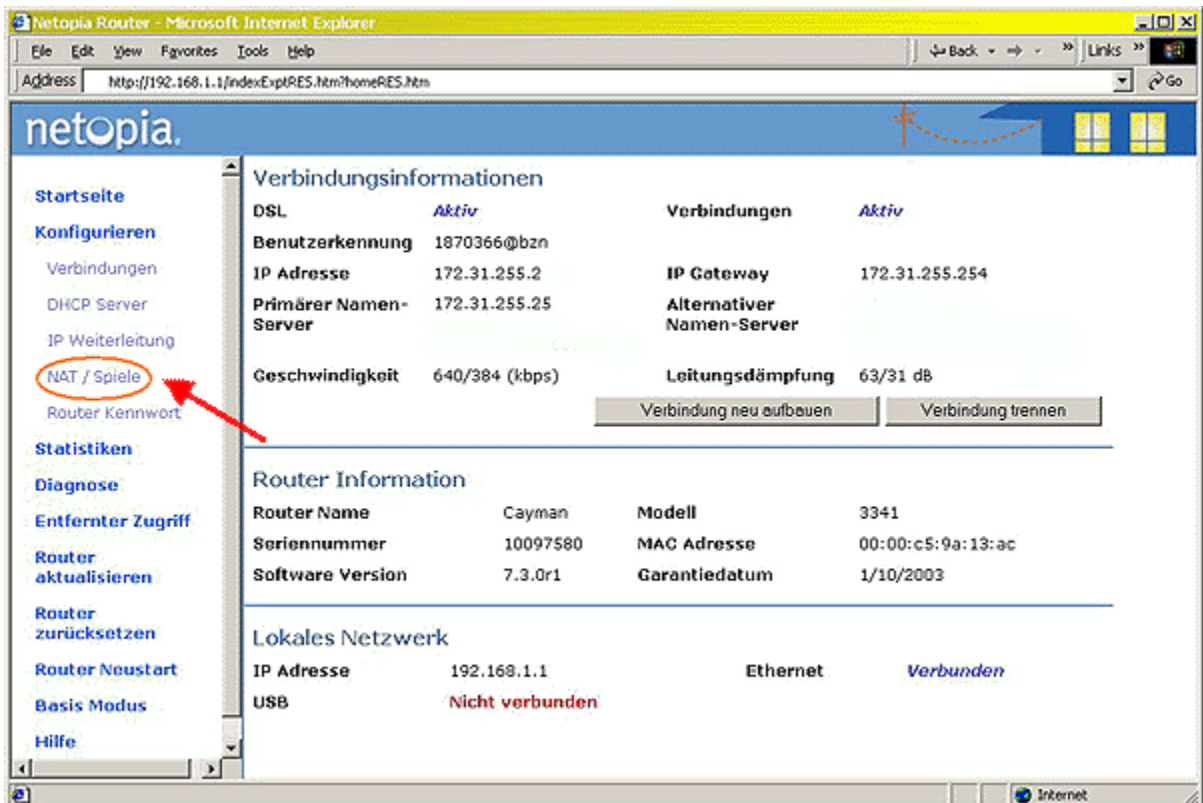 Netopia Router - Microsoft Internet Explorer
File Edit View Favorites Tools Help Back Links
Address http://192.168.1.1/indexExptRES.htm?homeRES.htm Go
netopia.
Startseite
Konfigurieren
Verbindungen
DHCP Server
IP Weiterleitung
NAT / Spiele
Router Kennwort
Statistiken
Diagnose
Entfernter Zugriff
Router
aktualisieren
Router
zurücksetzen
Router Neustart
Basis Modus
Hilfe
Verbindungsinformationen
DSL Aktiv Verbindungen Aktiv
Benutzerkennung 1870366@bzn
IP Adresse 172.31.255.2 IP Gateway 172.31.255.254
Primärer Namen- 172.31.255.25 Alternativer
Server Namen-Server
Geschwindigkeit 640/384 (kbps) Leitungsdämpfung 63/31 dB
Verbindung neu aufbauen Verbindung trennen
Router Information
Router Name Cayman Modell 3341
Seriennummer 10097580 MAC Adresse 00:00:c5:9a:13:ac
Software Version 7.3.0r1 Garantiedatum 1/10/2003
Lokales Netzwerk
IP Adresse 192.168.1.1 Ethernet Verbunden
USB Nicht verbunden
Internet